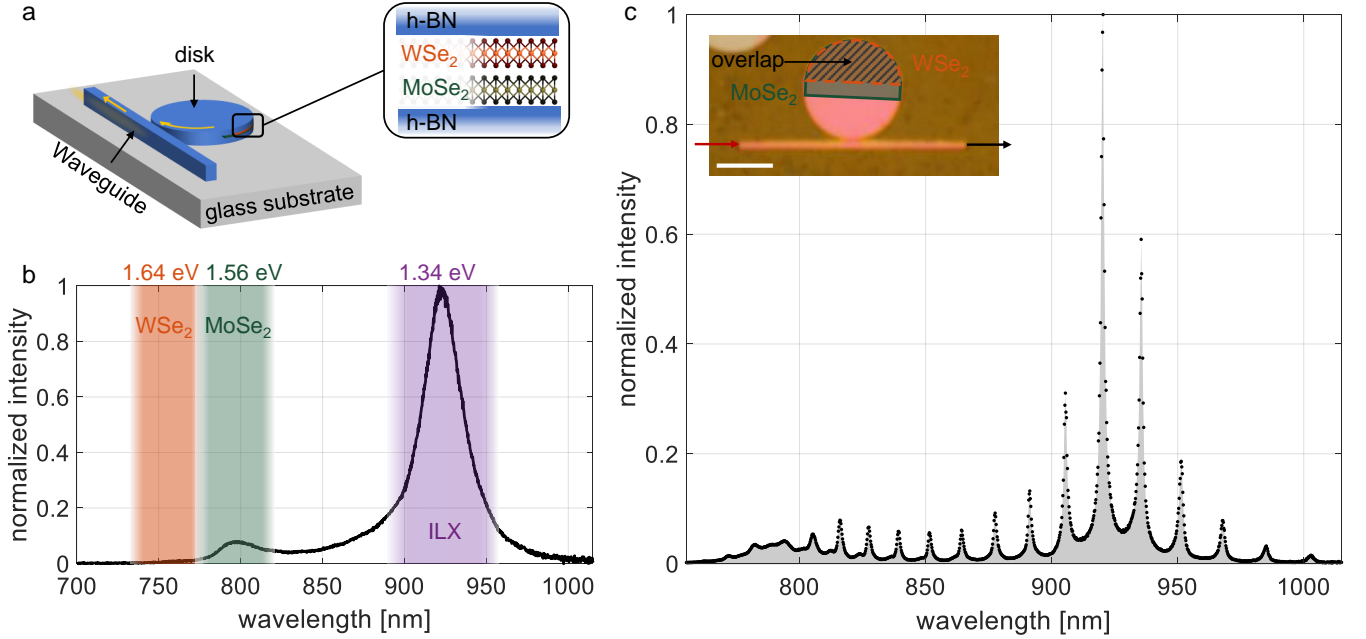 a
disk
Waveguide
glass substrate
h-BN
WSe₂
MoSe₂
h-BN
b
1.64 eV 1.56 eV 1.34 eV
WSe₂ MoSe₂
ILX
normalized intensity
1
0.8
0.6
0.4
0.2
0
700 750 800 850 900 950 1000
wavelength [nm]
c
overlap
WSe₂
MoSe₂
normalized intensity
1
0.8
0.6
0.4
0.2
0
800 850 900 950 1000
wavelength [nm]